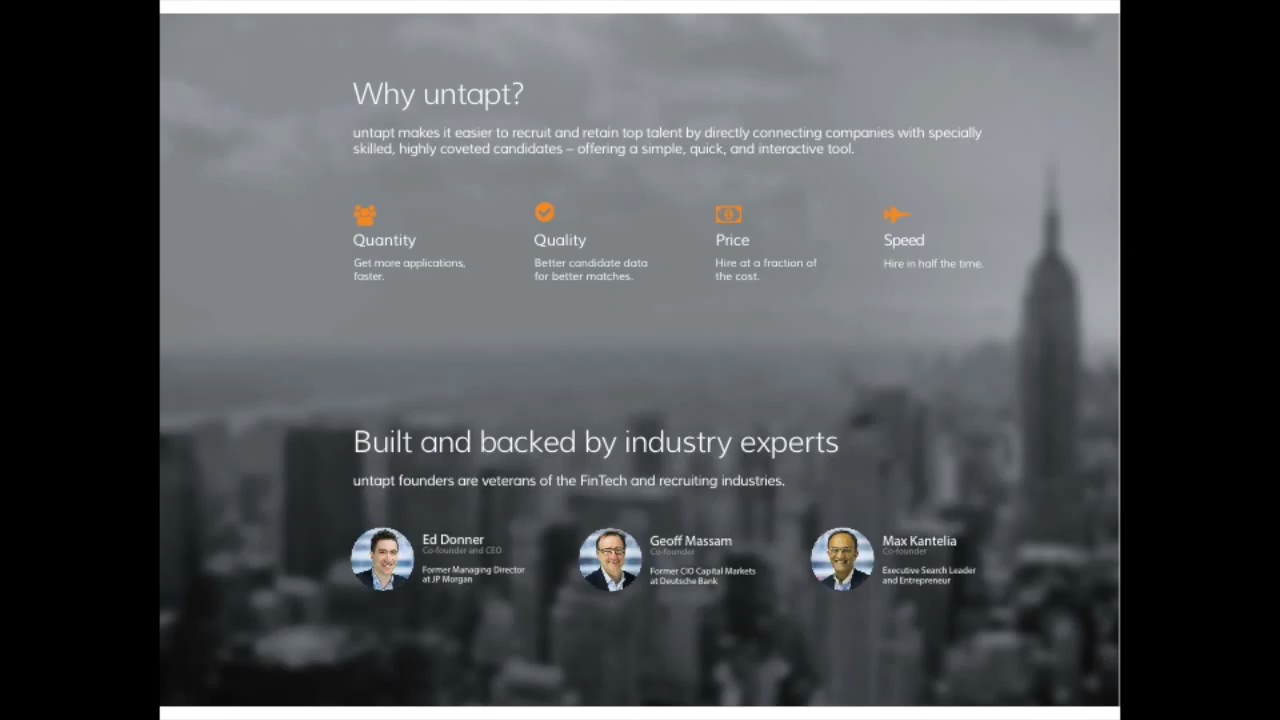 Why untapt?
untapt makes it easier to recruit and retain top talent by directly connecting companies with specially
skilled, highly coveted candidates – offering a simple, quick, and interactive tool.
Quantity
Get more applications,
faster.
Quality
Better candidate data
for better matches.
Price
Hire at a fraction of
the cost.
Speed
Hire in half the time.
Built and backed by industry experts
untapt founders are veterans of the FinTech and recruiting industries.
Ed Donner
Co-founder and CEO
Former Managing Director
at JP Morgan
Geoff Massam
Co-founder
Former CIO Capital Markets
at Deutsche Bank
Max Kantelia
Co-founder
Executive Search Leader
and Entrepreneur